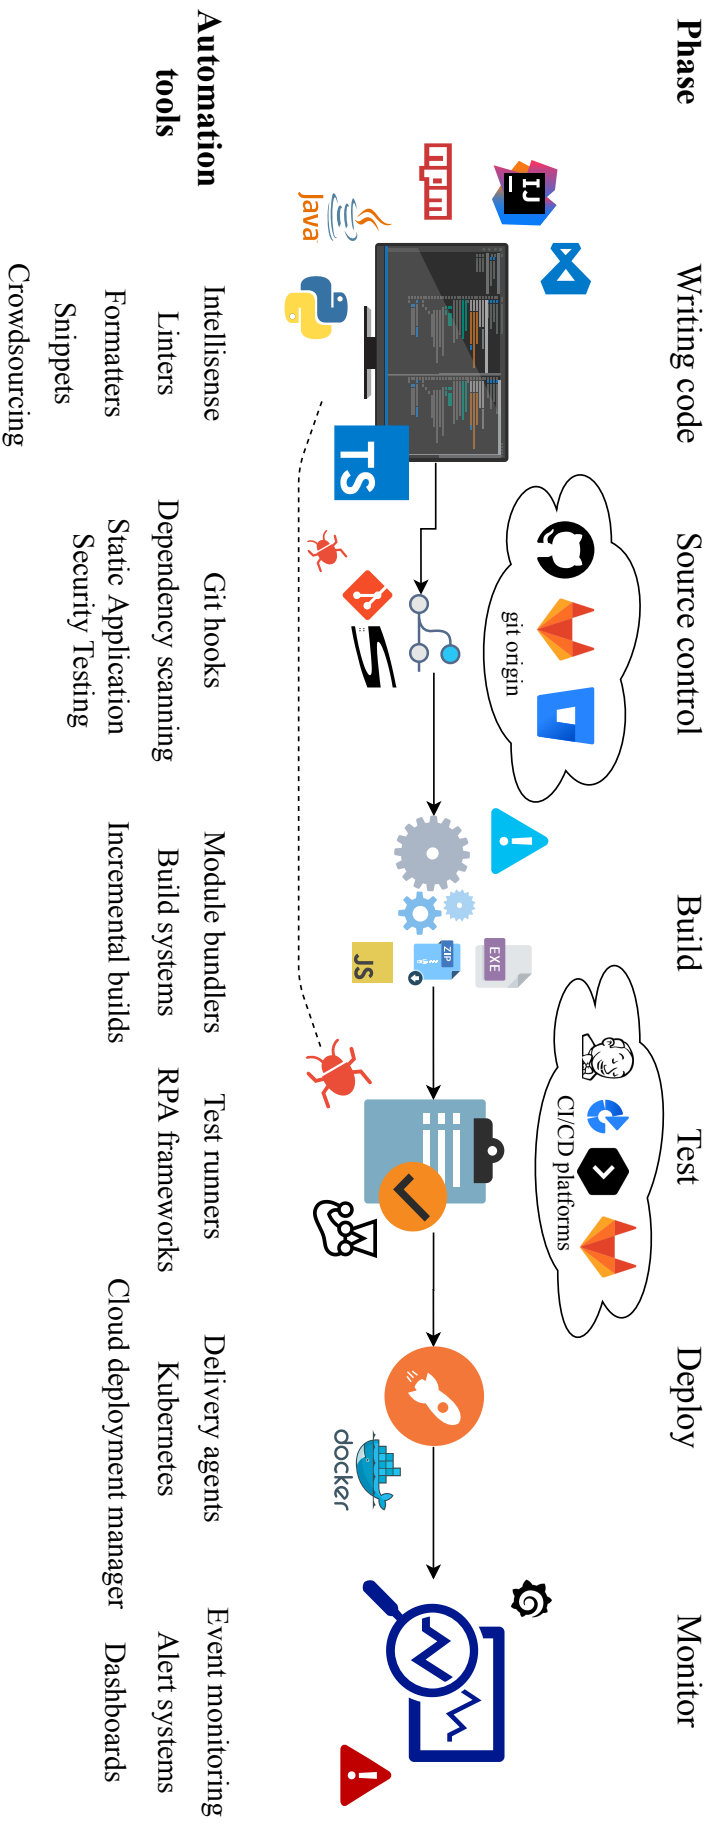 Phase
Writing code
Source control
Build
Test
Deploy
Monitor
IJ
npm
Java
TS
git origin
EXE
ZIP
JS
CI/CD platforms
docker
Automation
tools
Intellisense
Linters
Formatters
Snippets
Crowdsourcing
Git hooks
Dependency scanning
Static Application
Security Testing
Module bundlers
Build systems
Incremental builds
Test runners
RPA frameworks
Delivery agents
Kubernetes
Cloud deployment manager
Event monitoring
Alert systems
Dashboards